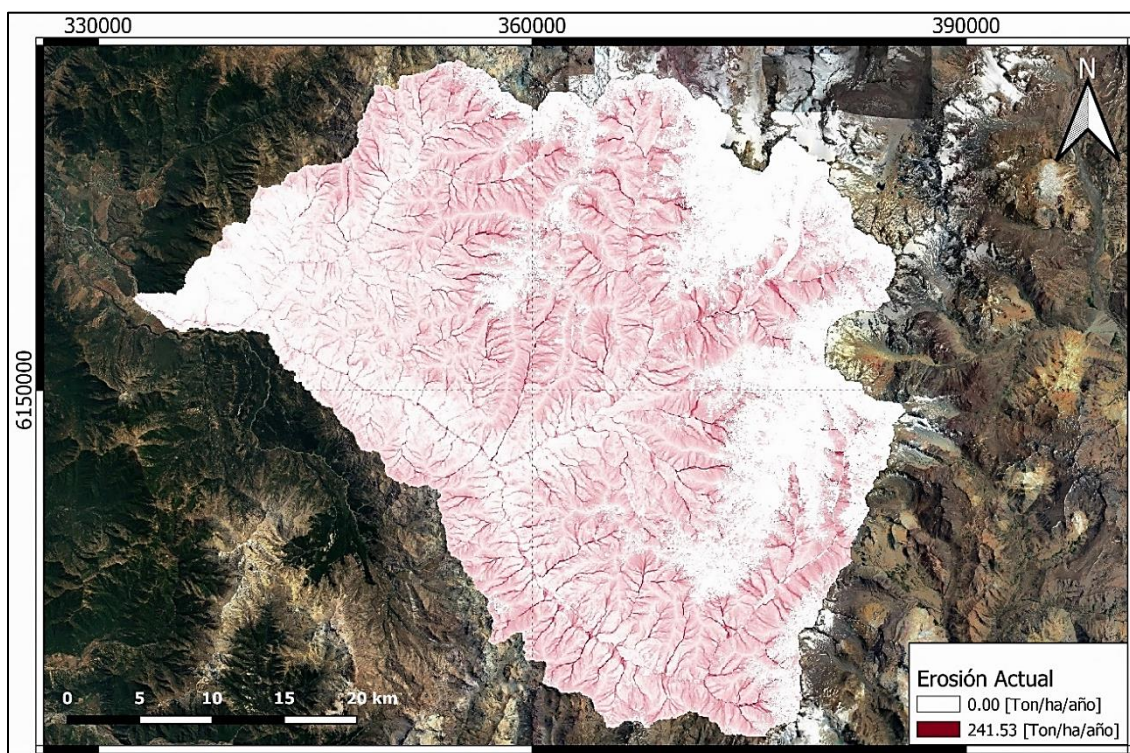 330000 360000 390000
N
6150000
0 5 10 15 20 km
Erosión Actual
0.00 [Ton/ha/año]
241.53 [Ton/ha/año]